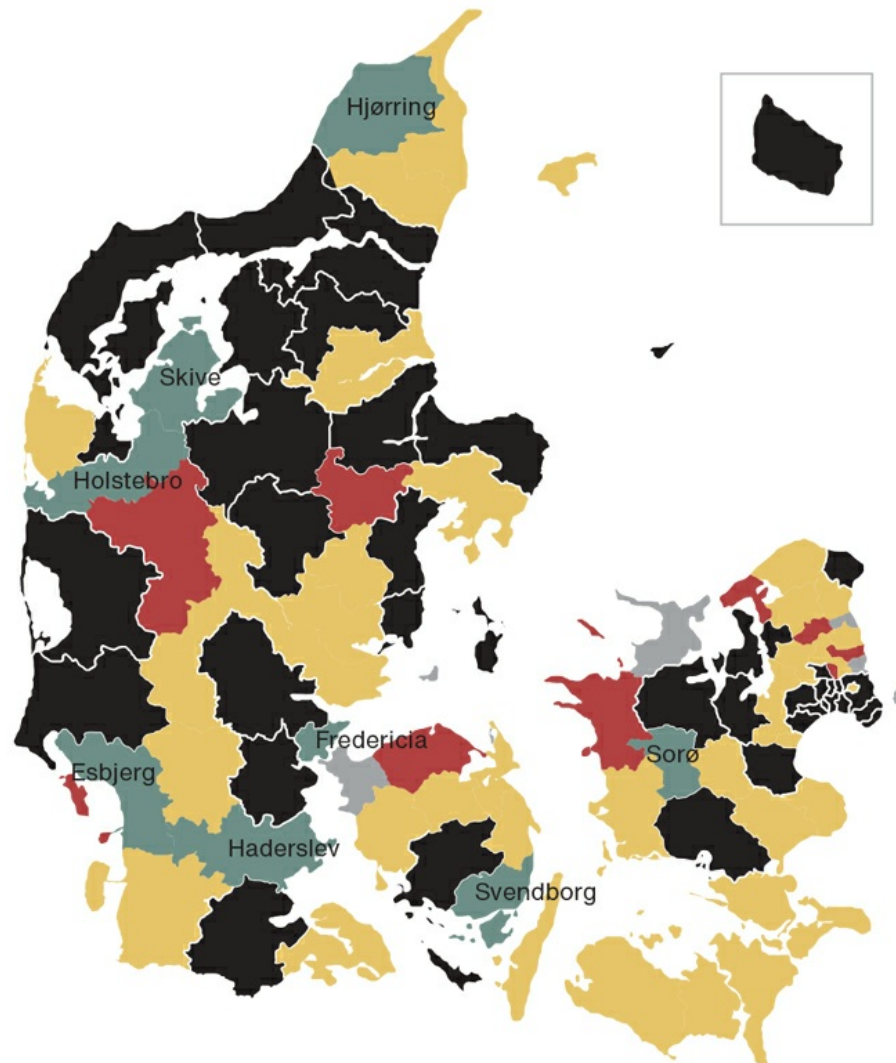 Hjørring
Skive
Holstebro
Fredericia
Esbjerg
Sorø
Haderslev
Svendborg